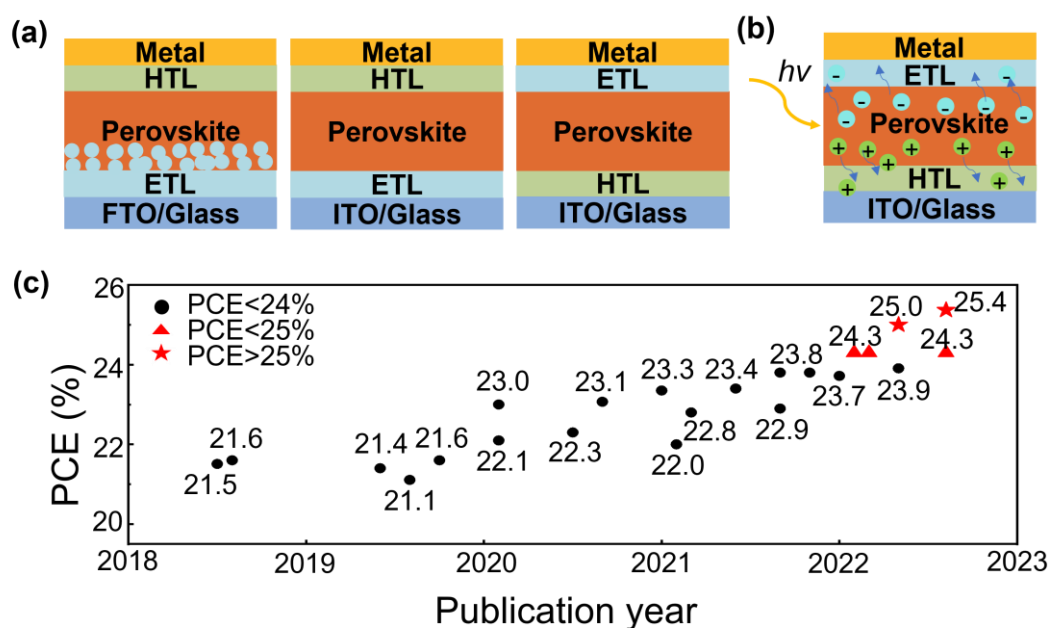 (a)
Metal
HTL
Perovskite
ETL
FTO/Glass
Metal
HTL
Perovskite
ETL
ITO/Glass
Metal
ETL
Perovskite
HTL
ITO/Glass
(b)
hv
Metal
ETL
- - - - - - - -
Perovskite
+ + + + +
HTL
+ +
ITO/Glass
(c)
PCE (%)
26
24
22
20
PCE<24%
PCE<25%
PCE>25%
21.5
21.6
21.4
21.1
21.6
23.0
22.1
22.3
23.1
23.3
22.0
22.8
23.4
23.8
22.9
23.7
24.3
25.0
23.9
25.4
24.3
2018 2019 2020 2021 2022 2023
Publication year